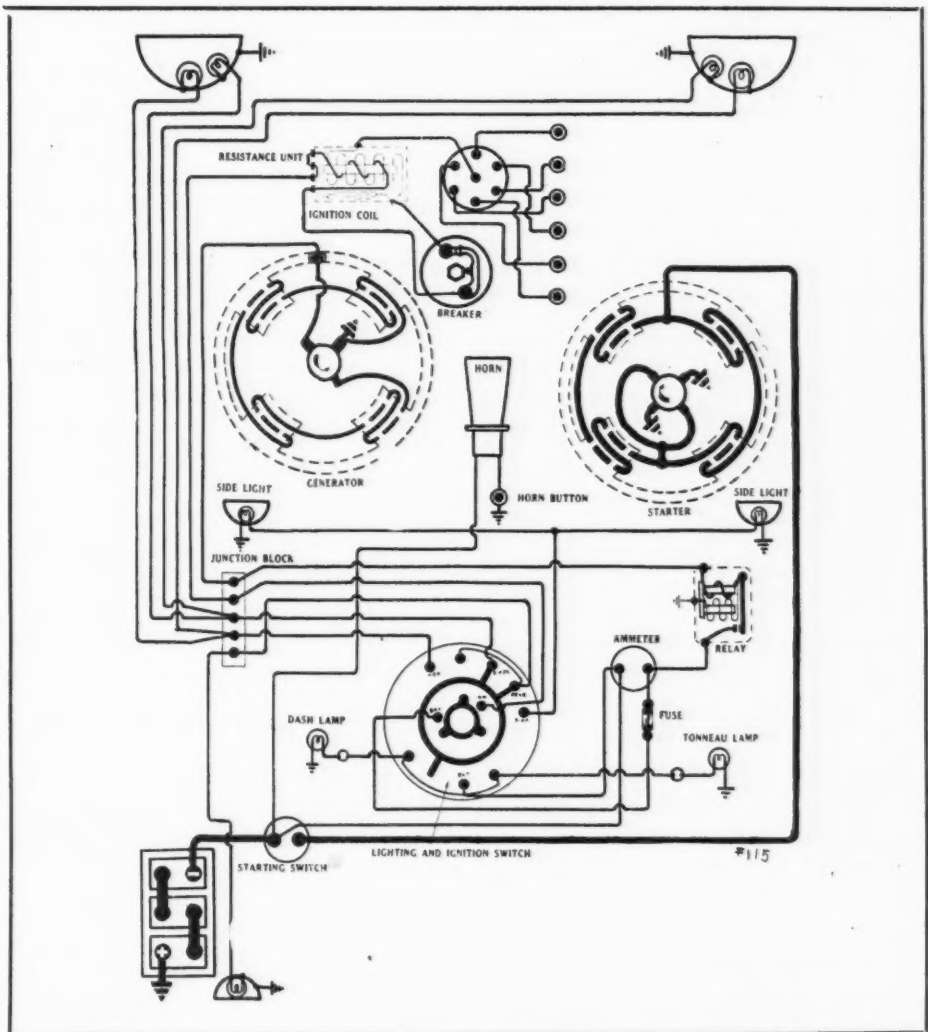 RESISTANCE UNIT
IGNITION COIL
BREAKER
HORN
GENERATOR
STARTER
HORN BUTTON
SIDE LIGHT
SIDE LIGHT
JUNCTION BLOCK
RELAY
AMMETER
FUSE
DASH LAMP
TONNEAU LAMP
STARTING SWITCH
LIGHTING AND IGNITION SWITCH
#115